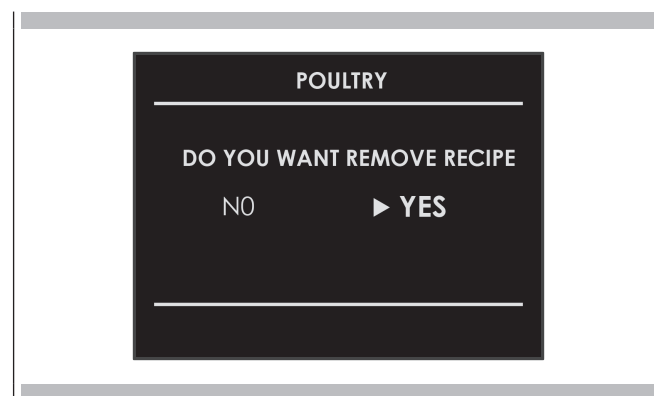 POULTRY
DO YOU WANT REMOVE RECIPE
N0 ▶ YES